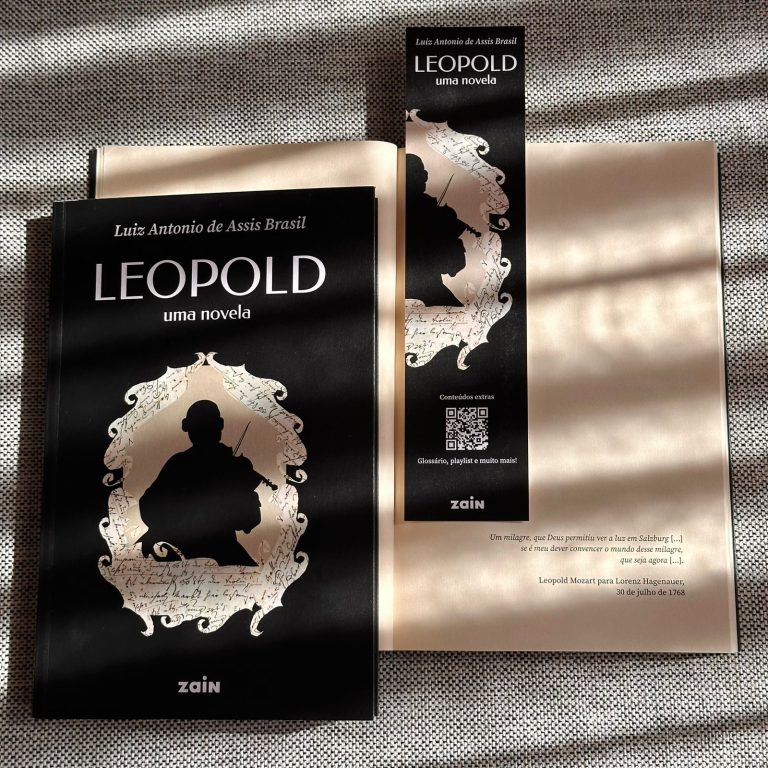 Luiz Antonio de Assis Brasil
LEOPOLD
uma novela
zain
Luiz Antonio de Assis Brasil
LEOPOLD
uma novela
Conteúdos extras
Glossário, playlist e muito mais!
zain
Um milagre, que Deus permitiu ver a luz em Salzburg [...]
se é meu dever convencer o mundo desse milagre,
que seja agora [...].
Leopold Mozart para Lorenz Hagenauer,
30 de julho de 1768